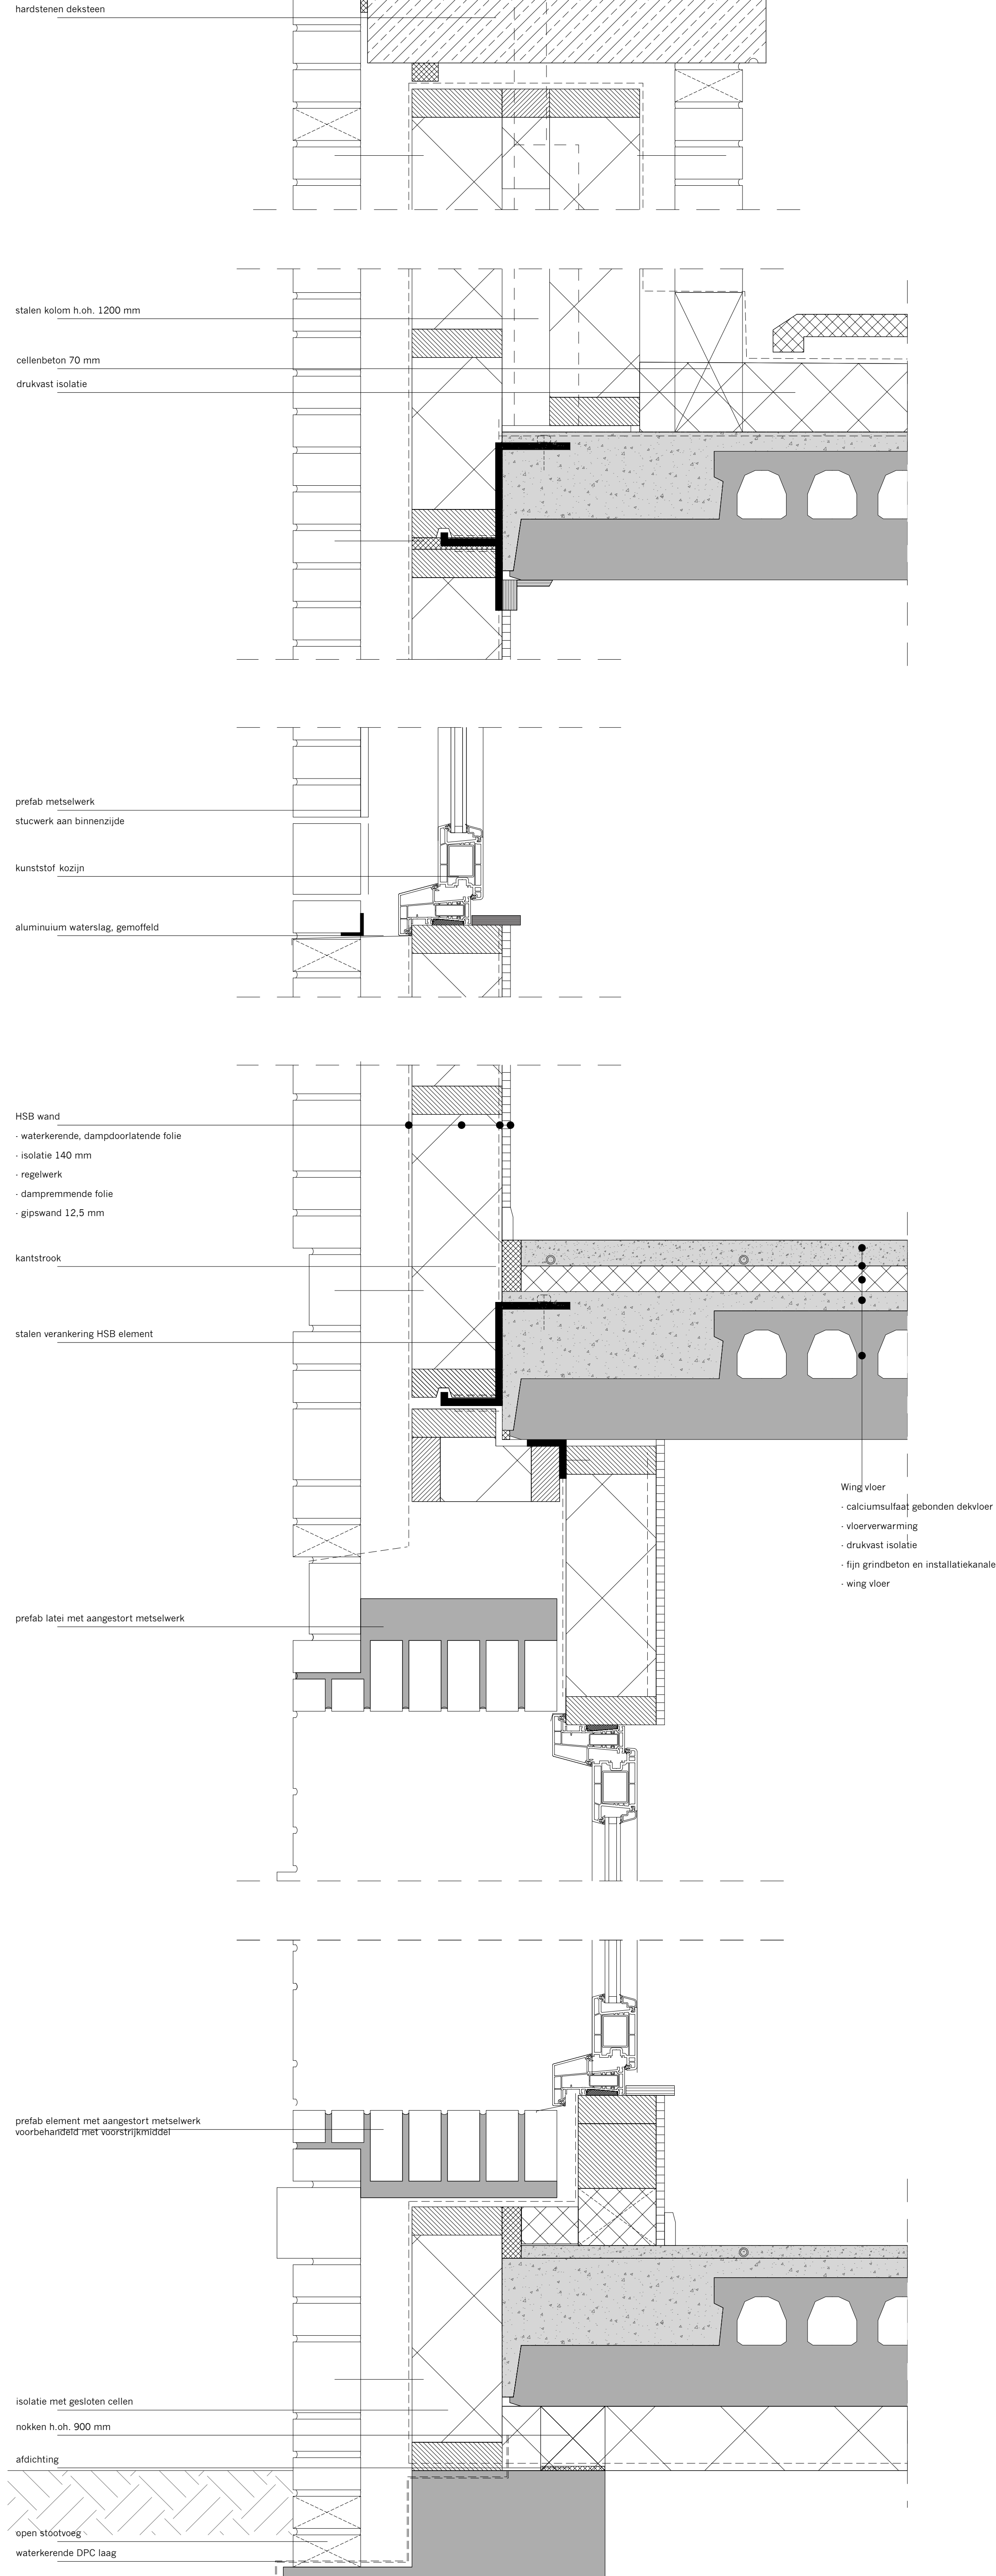 hardstenen deksteen
stalen kolom h.oh. 1200 mm
cellenbeton 70 mm
drukvast isolatie
prefab metselwerk
stucwerk aan binnenzijde
kunststof kozijn
aluminuium waterslag, gemoffeld
HSB wand
- waterkerende, dampdoorlatende folie
- isolatie 140 mm
- regelwerk
- dampremmende folie
- gipswand 12,5 mm
kantstrook
stalen verankering HSB element
Wing vloer
- calciumsulfaat gebonden dekvloer
- vloerverwarming
- drukvast isolatie
- fijn grindbeton en installatiekanale
- wing vloer
prefab latei met aangestort metselwerk
prefab element met aangestort metselwerk
voorbehandeld met voorstrijkmiddel
isolatie met gesloten cellen
nokken h.oh. 900 mm
afdichting
open stootvoeg
waterkerende DPC laag